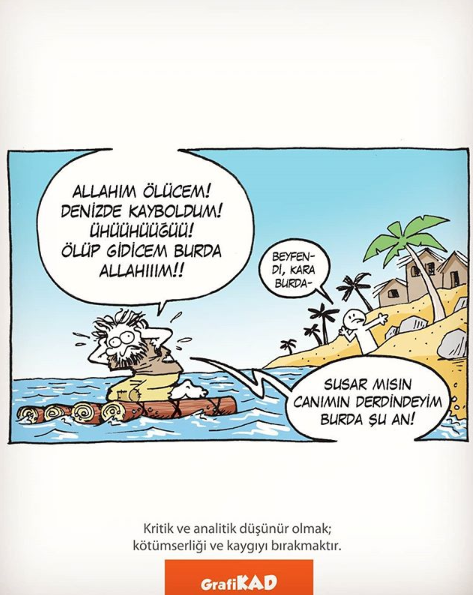 ALLAHIM ÖLÜCEM!
DENİZDE KAYBOLDUM!
ÜHÜÜHÜÜĞÜÜ!
ÖLÜP GİDİCEM BURDA
ALLAHIIIM!!
BEYFEN-
Dİ, KARA
BURDA-
SUSAR MISIN
CANIMIN DERDİNDEYİM
BURDA ŞU AN!
Kritik ve analitik düşünür olmak;
kötümserliği ve kaygıyı bırakmaktır.
GrafiKAD